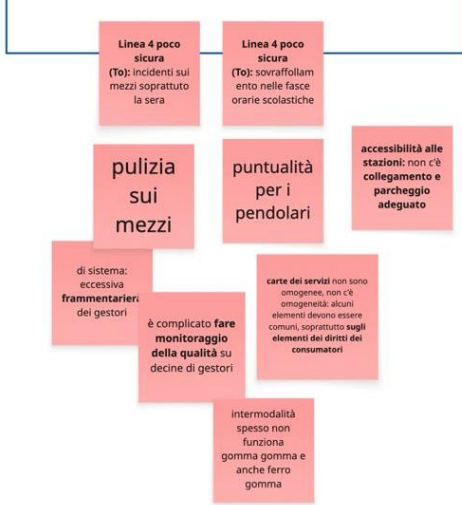 Linea 4 poco
sicura
(To): incidenti sui
mezzi soprattuto
la sera
Linea 4 poco
sicura
(To): sovraffollam
ento nelle fasce
orarie scolastiche
pulizia
sui
mezzi
puntualità
per i
pendolari
accessibilità alle
stazioni: non c'è
collegamento e
parcheggio
adeguato
di sistema:
eccessiva
frammentariera
dei gestori
è complicato fare
monitoraggio
della qualità su
decine di gestori
carte dei servizi non sono
omogenee, non c'è
omogeneità: alcuni
elementi devono essere
comuni, soprattutto sugli
elementi dei diritti dei
consumatori
intermodalità
spesso non
funziona
gomma gomma e
anche ferro
gomma